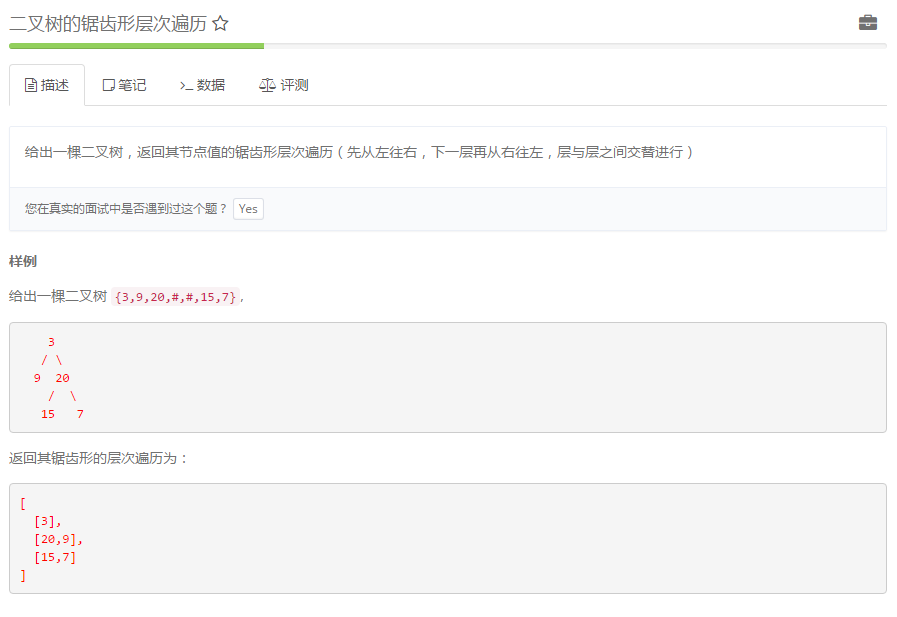 二叉树的锯齿形层次遍历
描述 笔记 数据 评测
给出一棵二叉树，返回其节点值的锯齿形层次遍历（先从左往右，下一层再从右往左，层与层之间交替进行）
您在真实的面试中是否遇到过这个题？ Yes
样例
给出一棵二叉树 {3,9,20,#,#,15,7},
3
/ \
9 20
/ \
15 7
返回其锯齿形的层次遍历为：
[
[3],
[20,9],
[15,7]
]